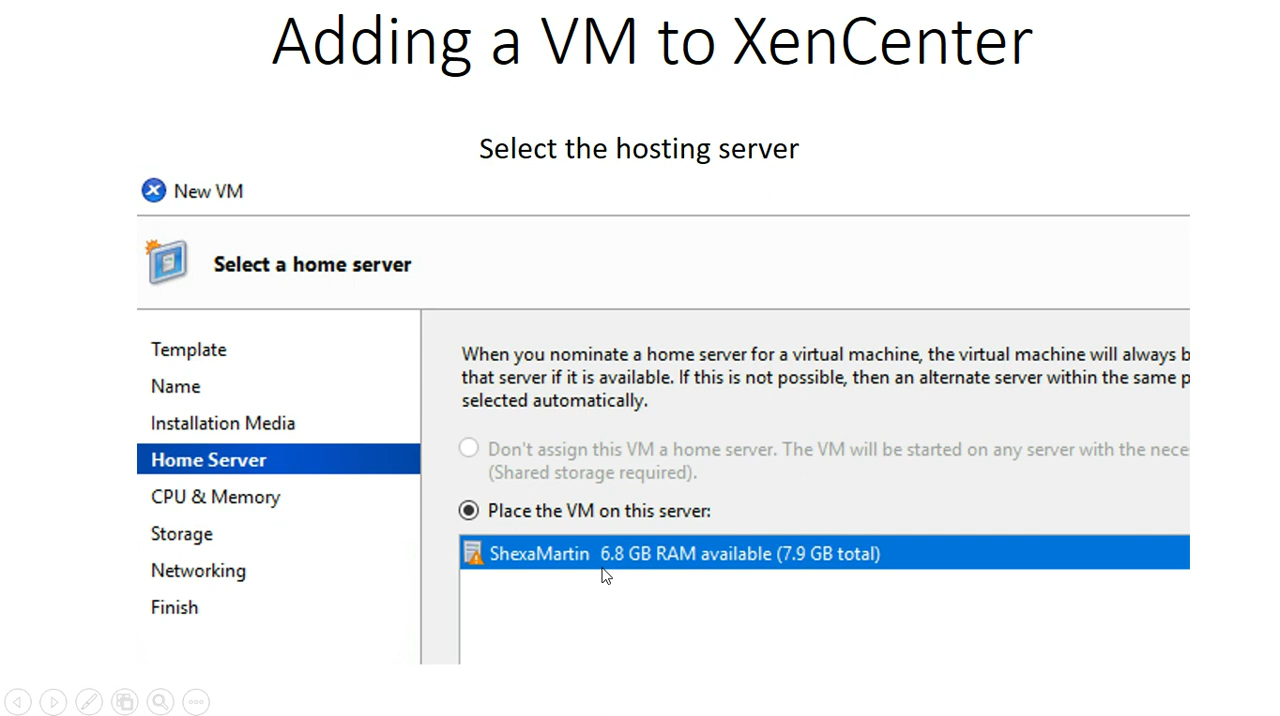 Adding a VM to XenCenter
Select the hosting server
New VM
Select a home server
Template
Name
Installation Media
Home Server
CPU & Memory
Storage
Networking
Finish
When you nominate a home server for a virtual machine, the virtual machine will always b
that server if it is available. If this is not possible, then an alternate server within the same p
selected automatically.
Don't assign this VM a home server. The VM will be started on any server with the nece
(Shared storage required).
Place the VM on this server:
ShexaMartin 6.8 GB RAM available (7.9 GB total)